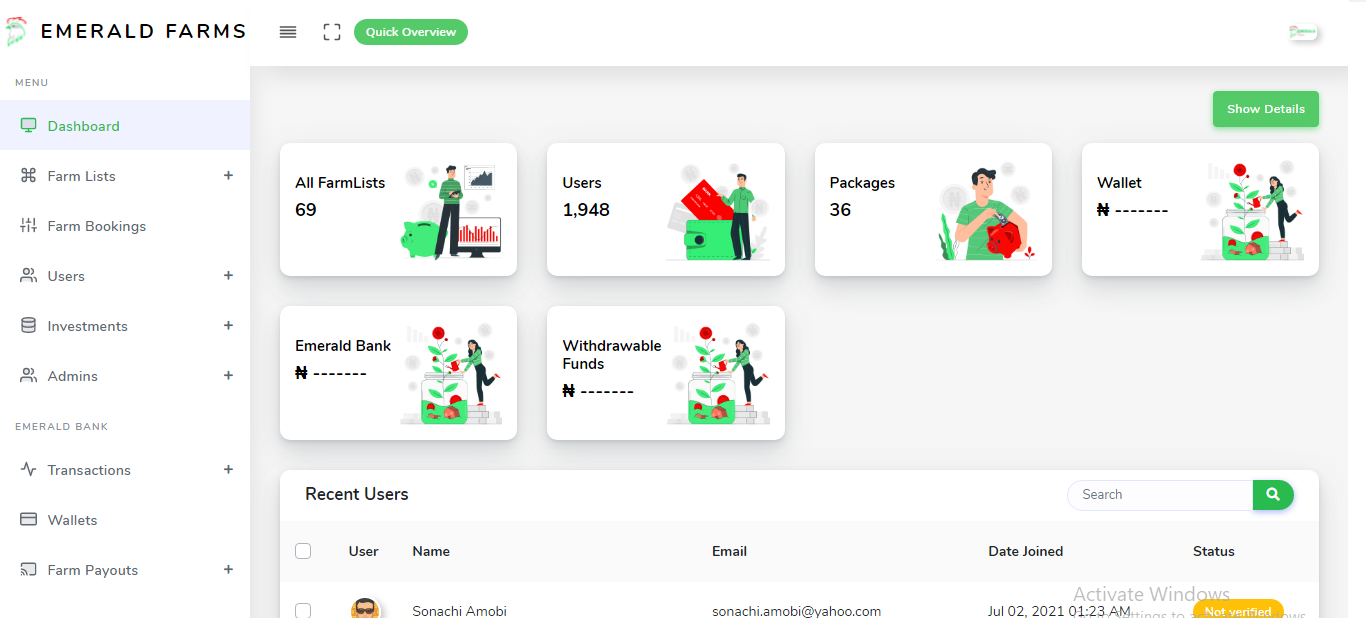 EMERALD FARMS
Quick Overview
MENU
Dashboard
Farm Lists +
Farm Bookings
Users +
Investments +
Admins +
EMERALD BANK
Transactions +
Wallets
Farm Payouts +
Show Details
All FarmLists
69
Users
1,948
Packages
36
Wallet
₦ -------
Emerald Bank
₦ -------
Withdrawable
Funds
₦ -------
Recent Users
Search
User Name Email Date Joined Status
Sonachi Amobi sonachi.amobi@yahoo.com Jul 02, 2021 01:23 AM Not verified
Activate Windows